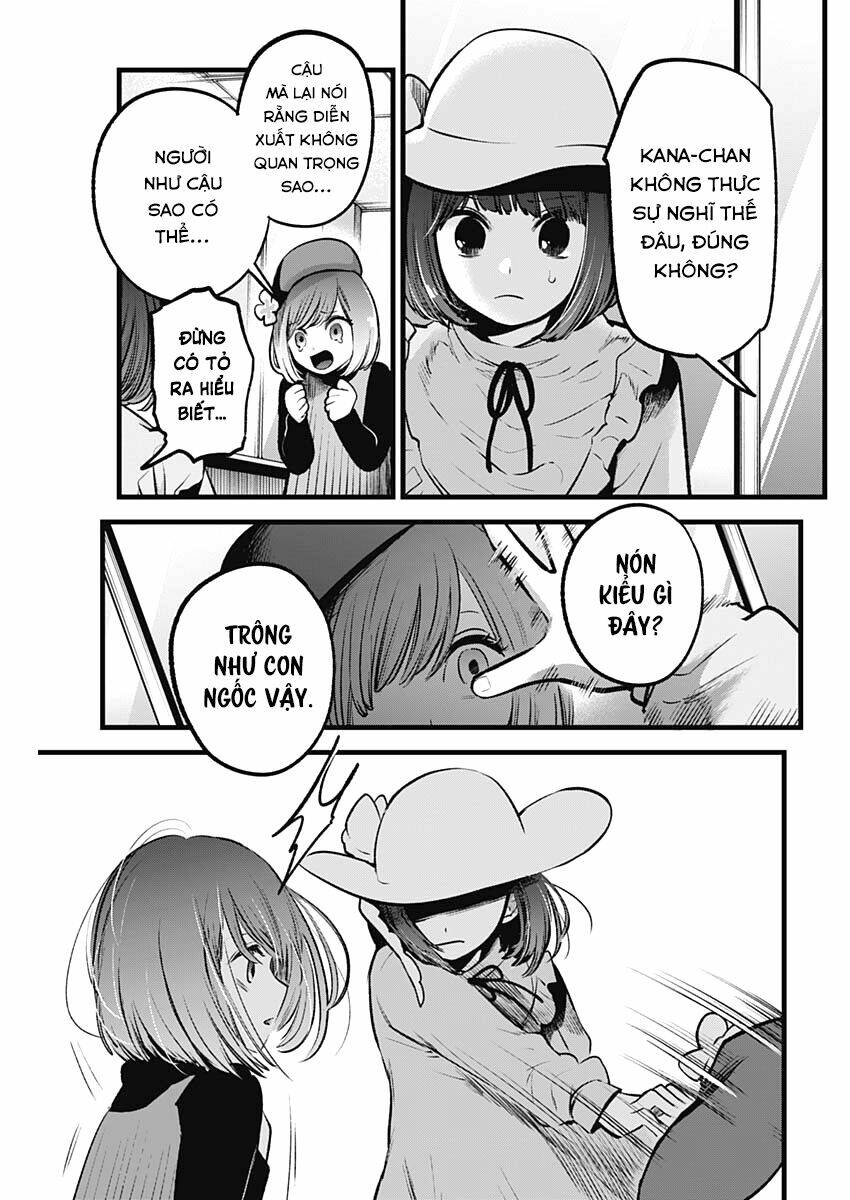 KANA-CHAN
KHÔNG THỰC
SỰ NGHĨ THẾ
ĐÂU, ĐÚNG
KHÔNG?
CẬU
MÀ LẠI NÓI
RẰNG DIỄN
XUẤT KHÔNG
QUAN TRỌNG
SAO...
NGƯỜI
NHƯ CẬU
SAO CÓ
THỂ...
ĐỪNG
CÓ TỎ
RA HIỂU
BIẾT...
NÓN
KIỂU GÌ
ĐÂY?
TRÔNG
NHƯ CON
NGỐC VẬY.